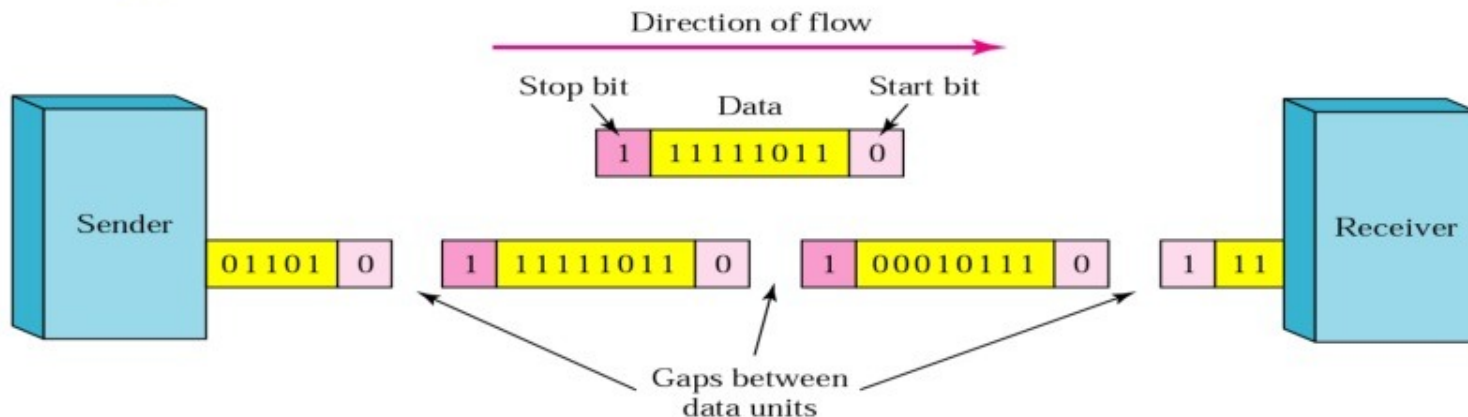 Direction of flow
Stop bit
Data
Start bit
1 11111011 0
Sender
Receiver
01101 0
1 11111011 0
1 00010111 0
1 11
Gaps between
data units